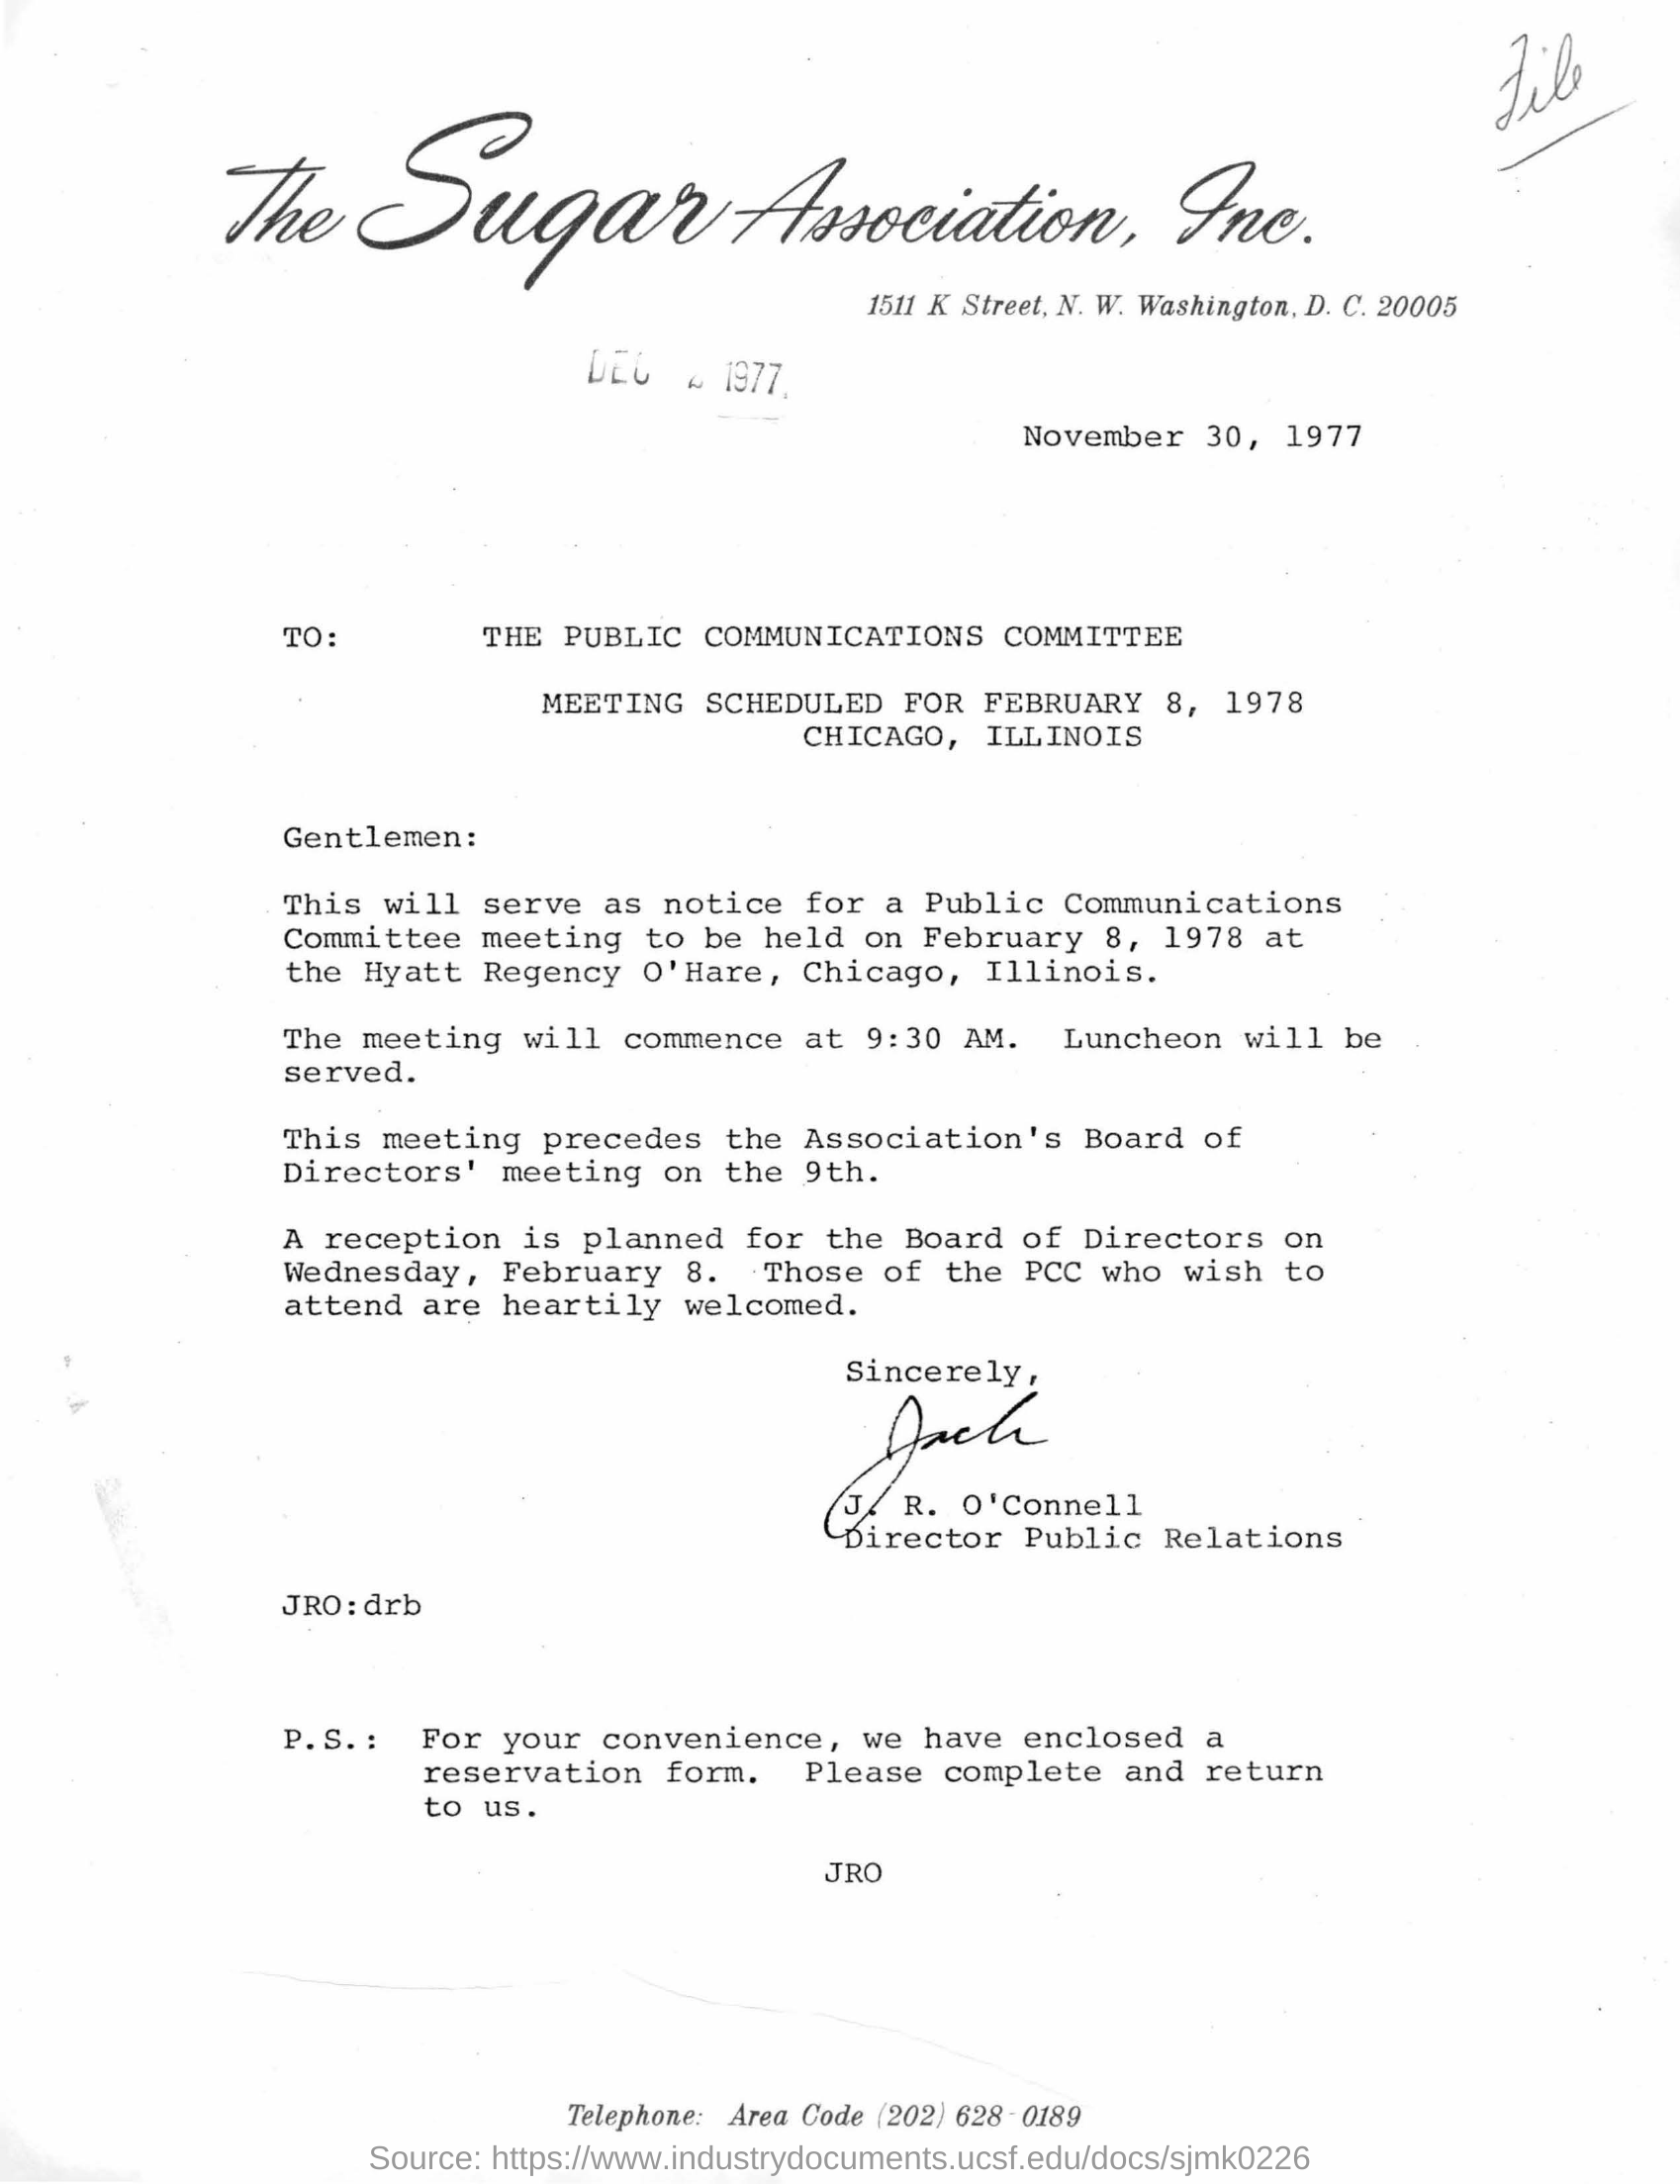 File
The Sugar Association, Inc.
1511 K Street, N. W. Washington, D. C. 20005
DEC 2 1977
November 30, 1977
TO: THE PUBLIC COMMUNICATIONS COMMITTEE
MEETING SCHEDULED FOR FEBRUARY 8, 1978
CHICAGO, ILLINOIS
Gentlemen:
This will serve as notice for a Public Communications
Committee meeting to be held on February 8, 1978 at
the Hyatt Regency O'Hare, Chicago, Illinois.
The meeting will commence at 9:30 AM. Luncheon will be
served.
This meeting precedes the Association's Board of
Directors' meeting on the 9th.
A reception is planned for the Board of Directors on
Wednesday, February 8. Those of the PCC who wish to
attend are heartily welcomed.
Sincerely,
Jack
J. R. O'Connell
Director Public Relations
JRO:drb
P.S.: For your convenience, we have enclosed a
reservation form. Please complete and return
to us.
JRO
Telephone: Area Code (202) 628-0189
Source: https://www.industrydocuments.ucsf.edu/docs/sjmk0226